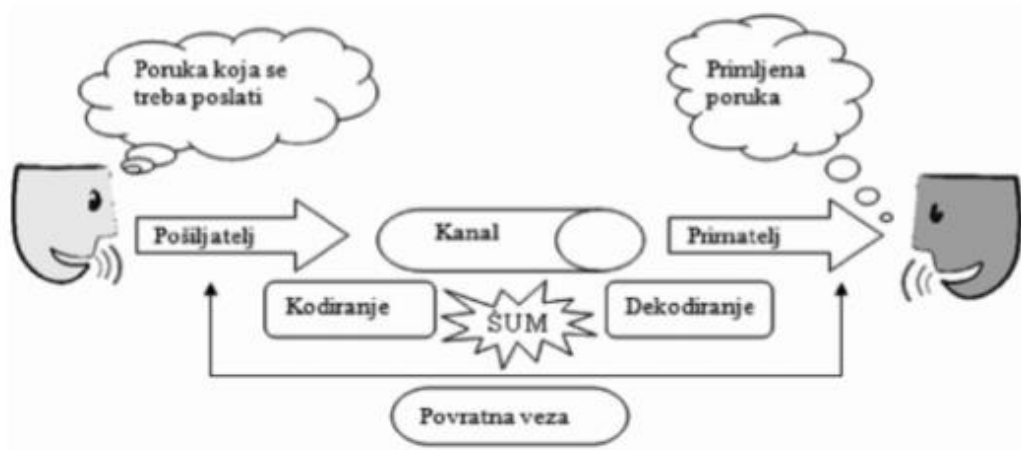 Poruka koja se
treba poslati
Primljena
poruka
Pošiljatelj
Kanal
Primatelj
Kodiranje
ŠUM
Dekodiranje
Povratna veza